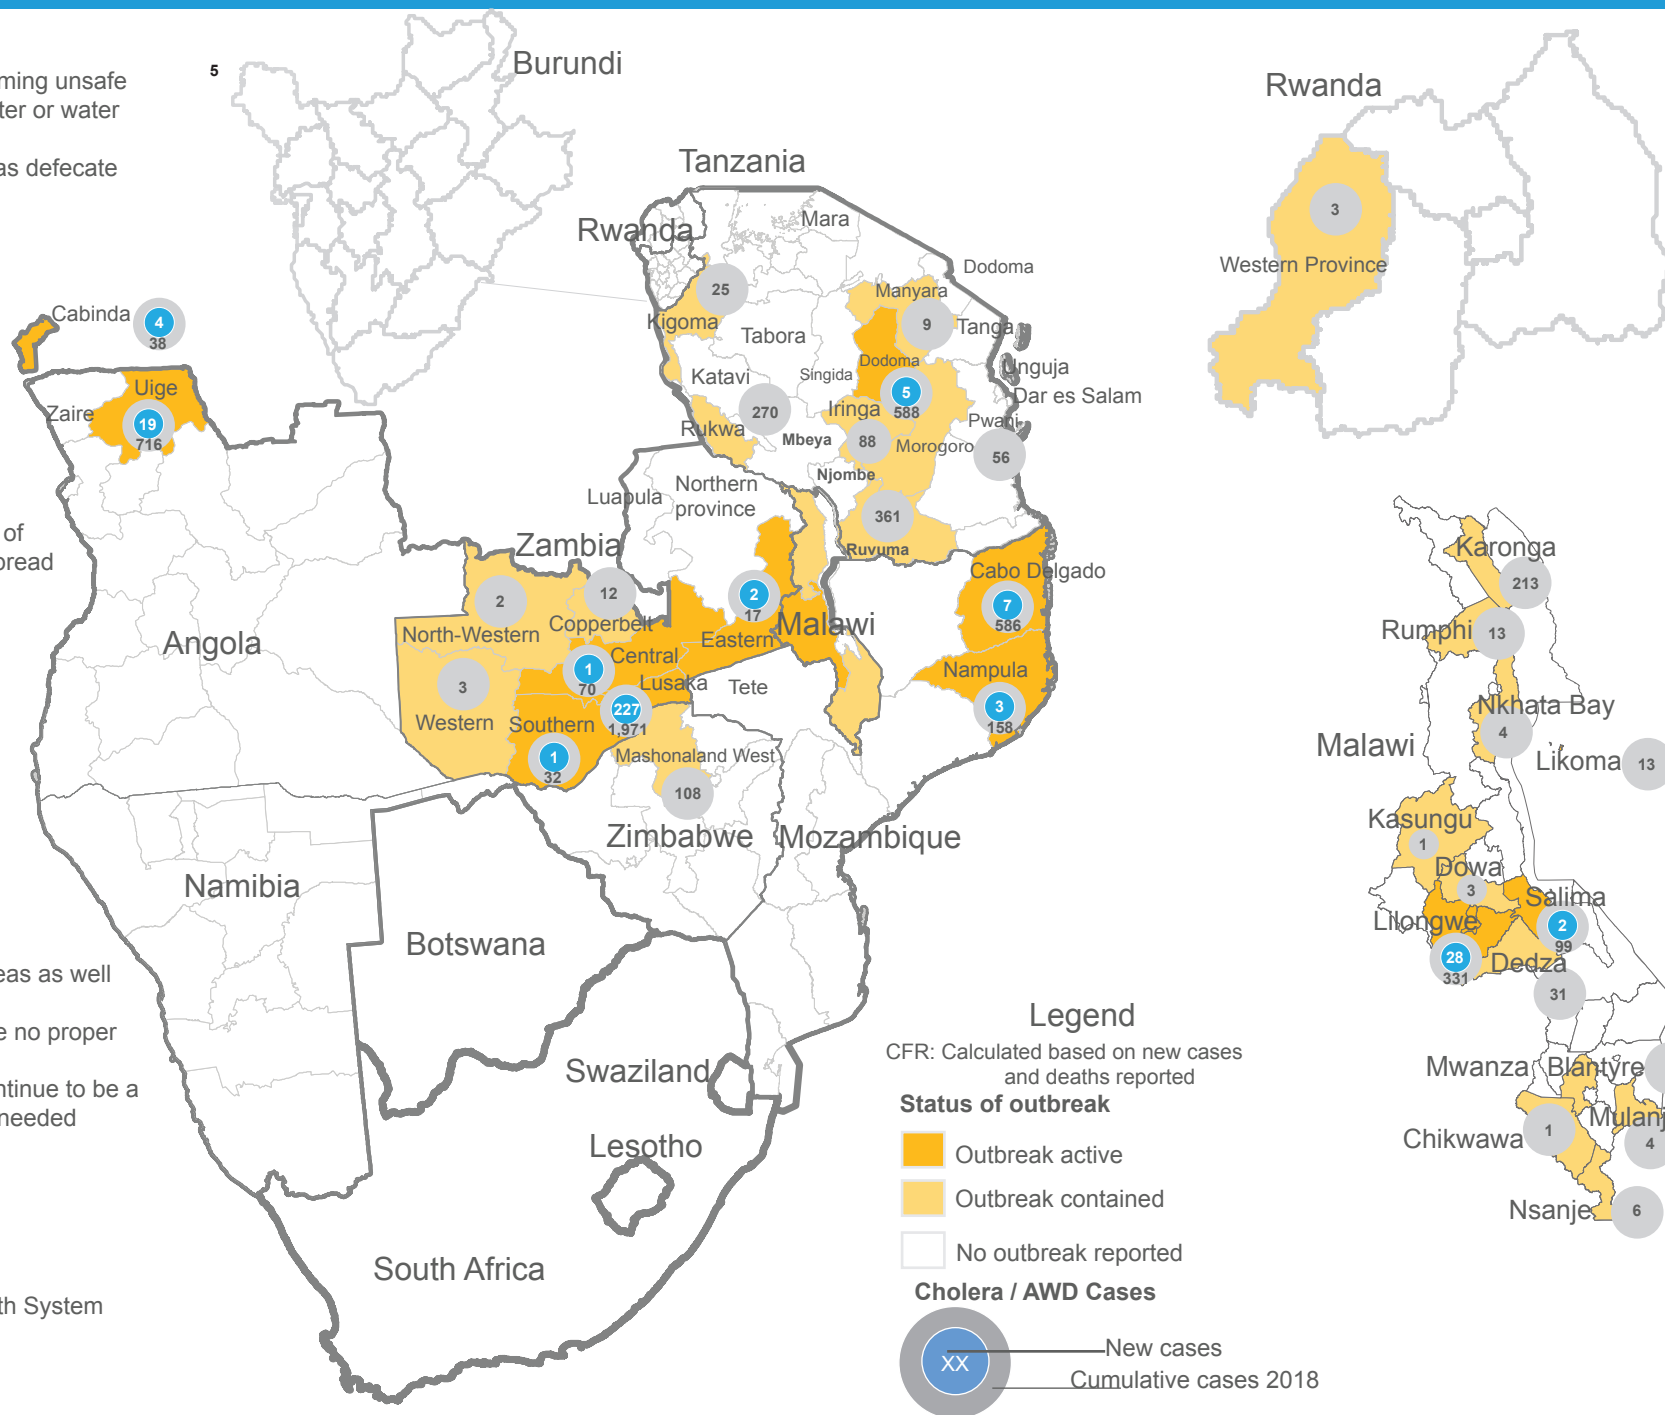 ming unsafe
ter or water
as defecate
of
oread
eas as well
e no proper
ntinue to be a
needed
th System
5
Burundi
Rwanda
3
Western Province
Tanzania
Rwanda
Mara
Dodoma
25
Kigoma
Manyara
9
Tanga
Tabora
Unguja
Dodoma
Singida
Katavi
5
588
Dar es Salam
270
Iringa
Pwani
Rukwa
Mbeya
88
Morogoro
56
Njombe
361
Ruvuma
Cabinda
4
38
Uige
Zaire
19
716
Luapula
Northern
province
Zambia
Cabo Delgado
7
586
2
12
2
17
North-Western
Copperbelt
Eastern
Malawi
Angola
Central
1
70
Nampula
3
Lusaka
Tete
Western
Southern
227
1,971
3
158
Mashonaland West
1
32
108
Zimbabwe
Mozambique
Namibia
Botswana
Swaziland
Lesotho
South Africa
Karonga
213
Rumphi
13
Nkhata Bay
4
Malawi
Likoma
13
Kasungu
1
Dowa
3
Salima
2
99
Lilongwe
28
331
Dedza
31
Mwanza
Blantyre
Chikwawa
1
Mulanj
4
Nsanje
6
Legend
CFR: Calculated based on new cases
and deaths reported
Status of outbreak
Outbreak active
Outbreak contained
No outbreak reported
Cholera / AWD Cases
XX
New cases
Cumulative cases 2018